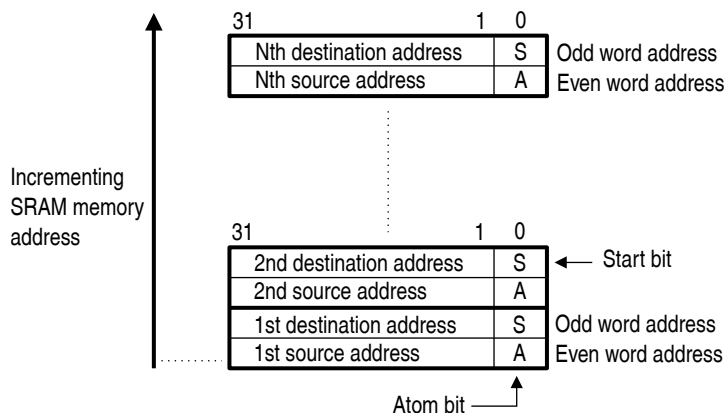 31 1 0
Nth destination address S Odd word address
Nth source address A Even word address
Incrementing
SRAM memory
address
31 1 0
2nd destination address S Start bit
2nd source address A
1st destination address S Odd word address
1st source address A Even word address
Atom bit